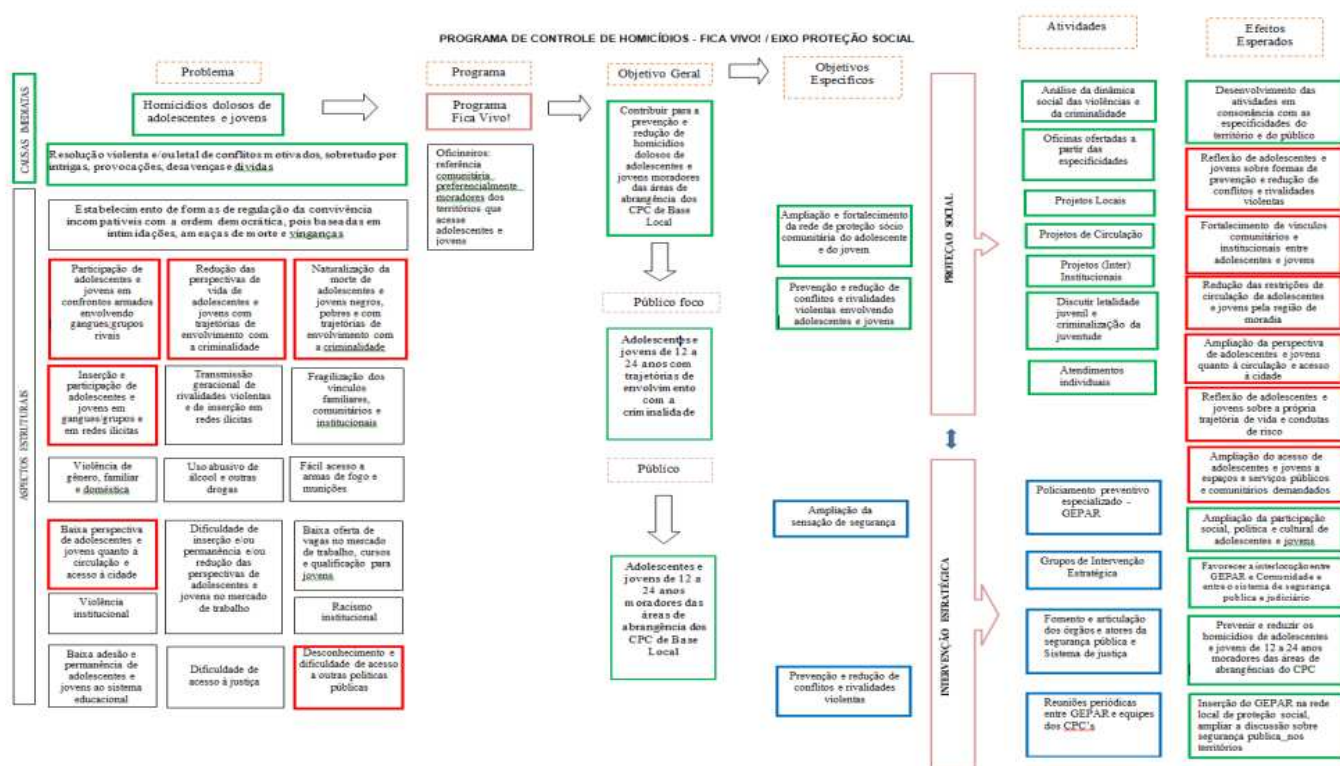 PROGRAMA DE CONTROLE DE HOMICÍDIOS - FICA VIVO! / EIXO PROTEÇÃO SOCIAL
Problema
Programa
Objetivo Geral
Objetivos
Específicos
Atividades
Efeitos
Esperados
CAUSAS IMEDIATAS
Homicídios dolosos de
adolescentes e jovens
Resolução violenta e/ou letal de conflitos motivados, sobretudo por
intrigas, provocações, desavenças e dívidas
ASPECTOS ESTRUTURAIS
Estabelecimento de formas de regulação da convivência
incompatíveis com a ordem democrática, pois baseadas em
intimidações, ameaças de morte e vinganças
Participação de
adolescentes e
jovens em
confrontos armados
envolvendo
gangues/grupos
rivais
Redução das
perspectivas de
vida de
adolescentes e
jovens com
trajetórias de
envolvimento com
a criminalidade
Naturalização da
morte de
adolescentes e
jovens negros,
pobres e com
trajetórias de
envolvimento com
a criminalidade
Inserção e
participação de
adolescentes e
jovens em
gangues/grupos e
em redes ilícitas
Transmissão
geracional de
rivalidades violentas
e de inserção em
redes ilícitas
Fragilização dos
vínculos
familiares,
comunitários e
institucionais
Violência de
gênero, familiar
e doméstica
Uso abusivo de
álcool e outras
drogas
Fácil acesso a
armas de fogo e
munições
Baixa perspectiva
de adolescentes e
jovens quanto à
circulação e
acesso à cidade
Dificuldade de
inserção e/ou
permanência e/ou
redução das
perspectivas de
adolescentes e
jovens no mercado
de trabalho
Baixa oferta de
vagas no mercado
de trabalho, cursos
e qualificação para
jovens
Violência
institucional
Racismo
institucional
Baixa adesão e
permanência de
adolescentes e
jovens ao sistema
educacional
Dificuldade de
acesso à justiça
Desconhecimento e
dificuldade de acesso
a outras políticas
públicas
Programa
Fica Vivo!
Oficineiros:
referência
comunitária
preferencialmente
moradores dos
territórios que
acesse
adolescentes e
jovens
Contribuir para a
prevenção e
redução de
homicídios
dolosos de
adolescentes e
jovens moradores
das áreas de
abrangência dos
CPC de Base
Local
Público foco
Adolescentes e
jovens de 12 a
24 anos com
trajetórias de
envolvimento
com a
criminalidade
Público
Adolescentes e
jovens de 12 a
24 anos
moradores das
áreas de
abrangência dos
CPC de Base
Local
Ampliação e fortalecimento
da rede de proteção sócio
comunitária do adolescente
e do jovem
Prevenção e redução de
conflitos e rivalidades
violentas envolvendo
adolescentes e jovens
Ampliação da
sensação de segurança
Prevenção e redução de
conflitos e rivalidades
violentas
PROTEÇÃO SOCIAL
INTERVENÇÃO ESTRATÉGICA
Análise da dinâmica
social das violências e
da criminalidade
Oficinas ofertadas a
partir das
especificidades
Projetos Locais
Projetos de Circulação
Projetos (Inter)
Institucionais
Discutir letalidade
juvenil e
criminalização da
juventude
Atendimentos
individuais
Policiamento preventivo
especializado –
GEPAR
Grupos de Intervenção
Estratégica
Fomento e articulação
dos órgãos e atores da
segurança pública e
Sistema de justiça
Reuniões periódicas
entre GEPAR e equipes
dos CPC's
Desenvolvimento das
atividades em
consonância com as
especificidades do
território e do público
Reflexão de adolescentes e
jovens sobre formas de
prevenção e redução de
conflitos e rivalidades
violentas
Fortalecimento de vínculos
comunitários e
institucionais entre
adolescentes e jovens
Redução das restrições de
circulação de adolescentes
e jovens pela região de
moradia
Ampliação da perspectiva
de adolescentes e jovens
quanto à circulação e acesso
à cidade
Reflexão de adolescentes e
jovens sobre a própria
trajetória de vida e condutas
de risco
Ampliação do acesso de
adolescentes e jovens a
espaços e serviços públicos
e comunitários demandados
Ampliação da participação
social, política e cultural de
adolescentes e jovens
Favorecer a interlocução entre
GEPAR e Comunidade e
entre o sistema de segurança
pública e judiciário
Prevenir e reduzir os
homicídios de adolescentes
e jovens de 12 a 24 anos
moradores das áreas de
abrangências do CPC
Inserção do GEPAR na rede
local de proteção social,
ampliar a discussão sobre
segurança pública nos
territórios